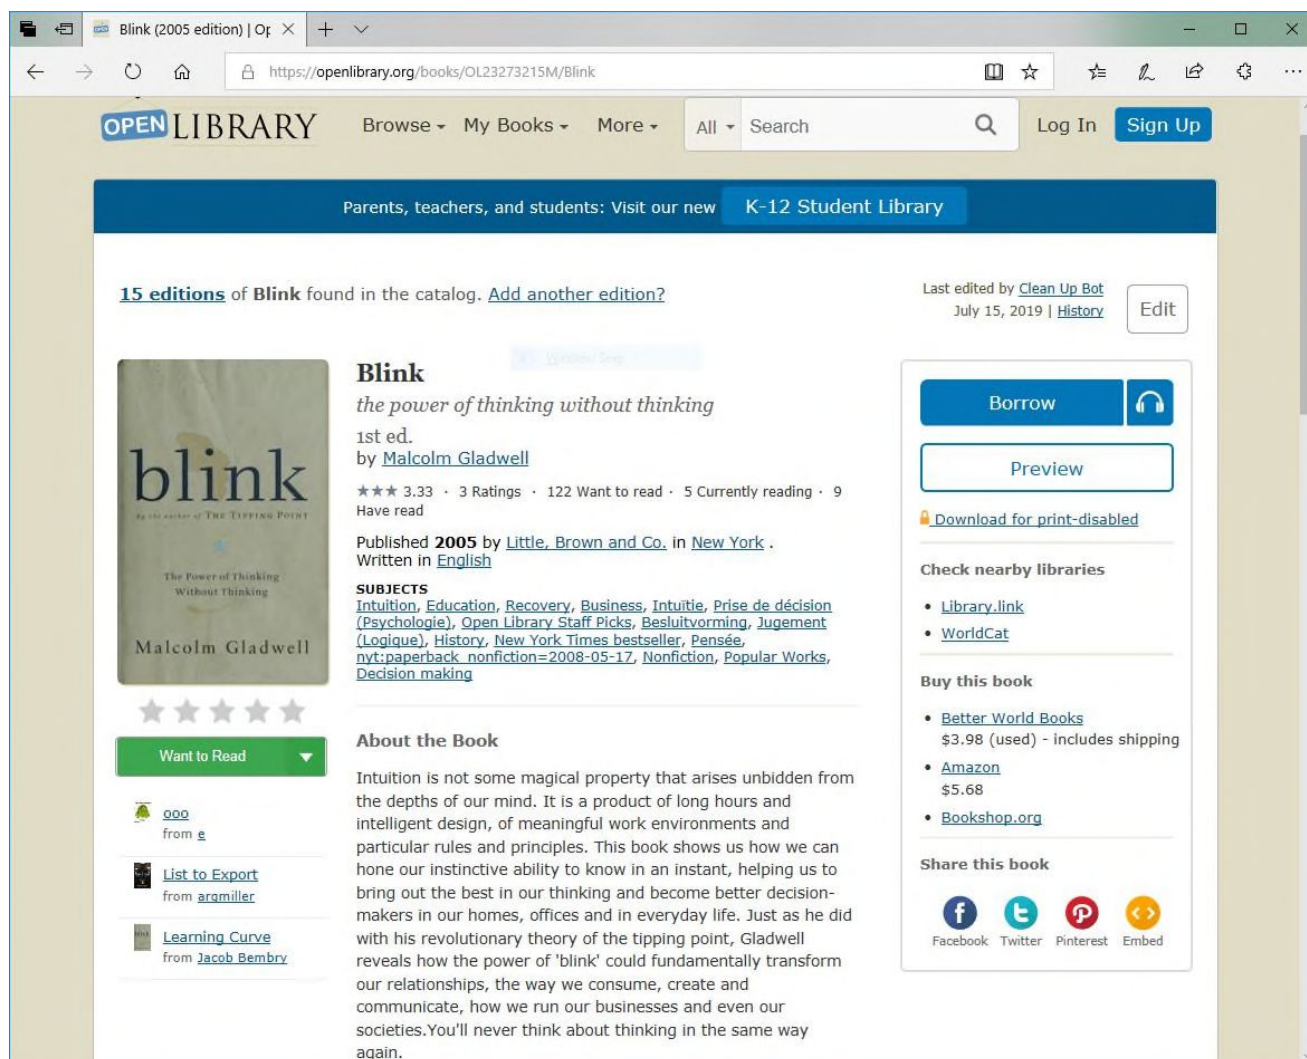 Blink (2005 edition) | Op
https://openlibrary.org/books/OL23273215M/Blink
OPEN LIBRARY
Browse
My Books
More
All
Search
Log In
Sign Up
Parents, teachers, and students: Visit our new K-12 Student Library
15 editions of Blink found in the catalog. Add another edition?
Last edited by Clean Up Bot
July 15, 2019 | History
Edit
blink
By the author of THE TIPPING POINT
The Power of Thinking
Without Thinking
Malcolm Gladwell
Want to Read
ooo
from e
List to Export
from argmiller
Learning Curve
from Jacob Bembry
Blink
the power of thinking without thinking
1st ed.
by Malcolm Gladwell
★★★ 3.33 · 3 Ratings · 122 Want to read · 5 Currently reading · 9
Have read
Published 2005 by Little, Brown and Co. in New York .
Written in English
SUBJECTS
Intuition, Education, Recovery, Business, Intuïtie, Prise de décision
(Psychologie), Open Library Staff Picks, Besluitvorming, Jugement
(Logique), History, New York Times bestseller, Pensée,
nyt:paperback_nonfiction=2008-05-17, Nonfiction, Popular Works,
Decision making
About the Book
Intuition is not some magical property that arises unbidden from
the depths of our mind. It is a product of long hours and
intelligent design, of meaningful work environments and
particular rules and principles. This book shows us how we can
hone our instinctive ability to know in an instant, helping us to
bring out the best in our thinking and become better decision-
makers in our homes, offices and in everyday life. Just as he did
with his revolutionary theory of the tipping point, Gladwell
reveals how the power of 'blink' could fundamentally transform
our relationships, the way we consume, create and
communicate, how we run our businesses and even our
societies.You'll never think about thinking in the same way
again.
Borrow
Preview
Download for print-disabled
Check nearby libraries
• Library.link
• WorldCat
Buy this book
• Better World Books
$3.98 (used) - includes shipping
• Amazon
$5.68
• Bookshop.org
Share this book
Facebook
Twitter
Pinterest
Embed